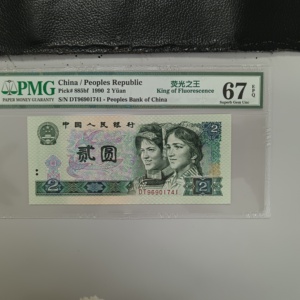 PMG
PAPER MONEY GUARANTY
China / Peoples Republic
Pick# 885bf 1990 2 Yüan
S/N DT96901741 - Peoples Bank of China
荧光之王
King of Fluorescence
67 EPQ
Superb Gem Unc
中国人民银行
贰圆
2
2
DT96901741